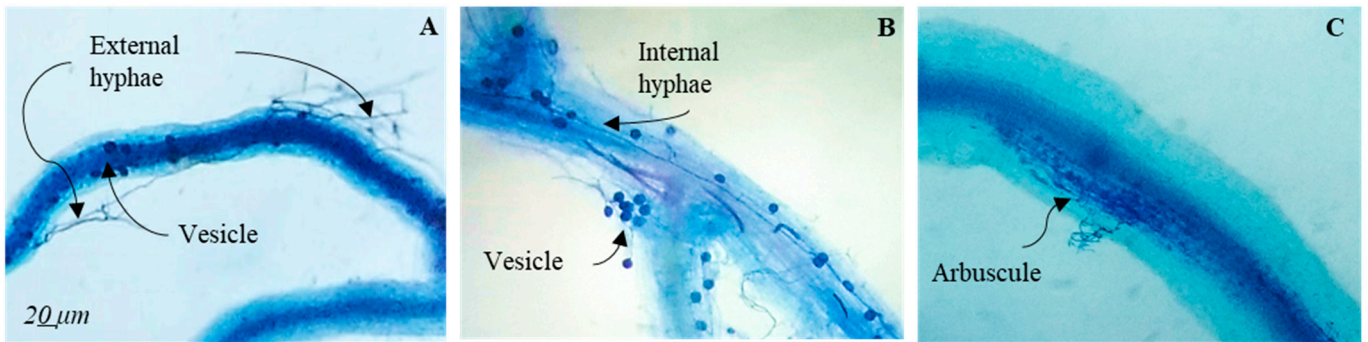 A
External
hyphae
Vesicle
20 μm
B
Internal
hyphae
Vesicle
C
Arbuscule